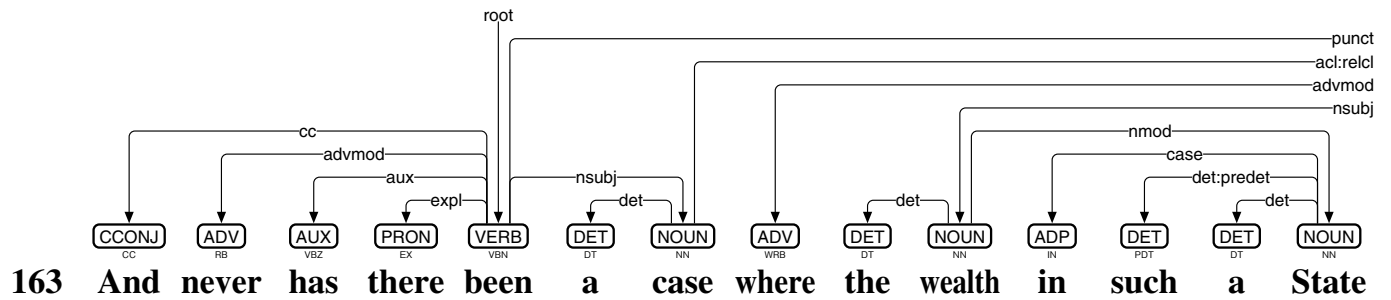 root
punct
acl:relcl
advmod
nsubj
cc nmod
advmod case
aux nsubj det:predet
expl det det det
CCONJ ADV AUX PRON VERB DET NOUN ADV DET NOUN ADP DET DET NOUN
CC RB VBZ EX VBN DT NN WRB DT NN IN PDT DT NN
163 And never has there been a case where the wealth in such a State